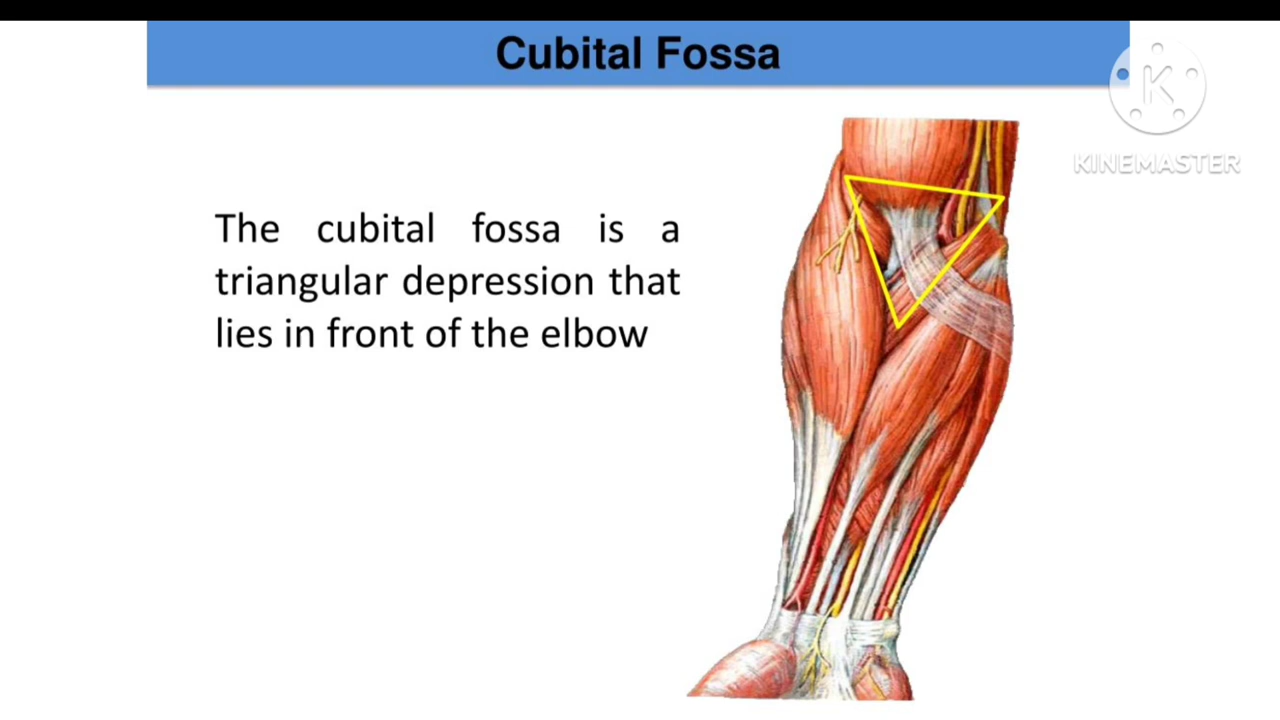 Cubital Fossa
K
KINEMASTER
The cubital fossa is a
triangular depression that
lies in front of the elbow